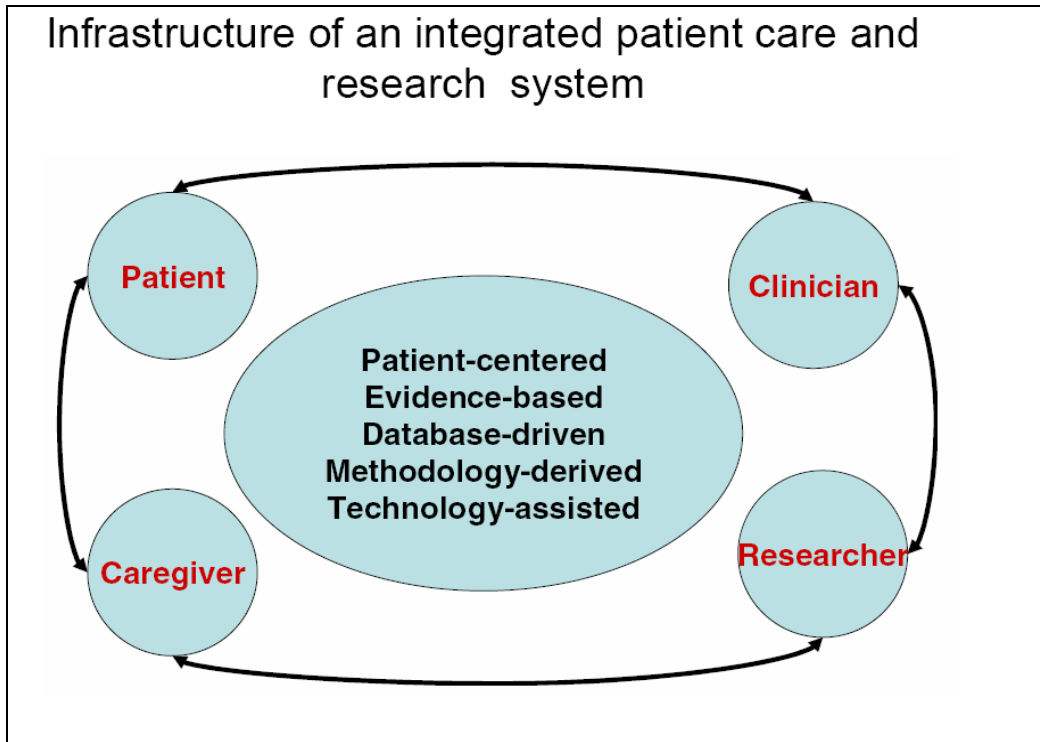 Infrastructure of an integrated patient care and
research system
Patient
Clinician
Patient-centered
Evidence-based
Database-driven
Methodology-derived
Technology-assisted
Caregiver
Researcher